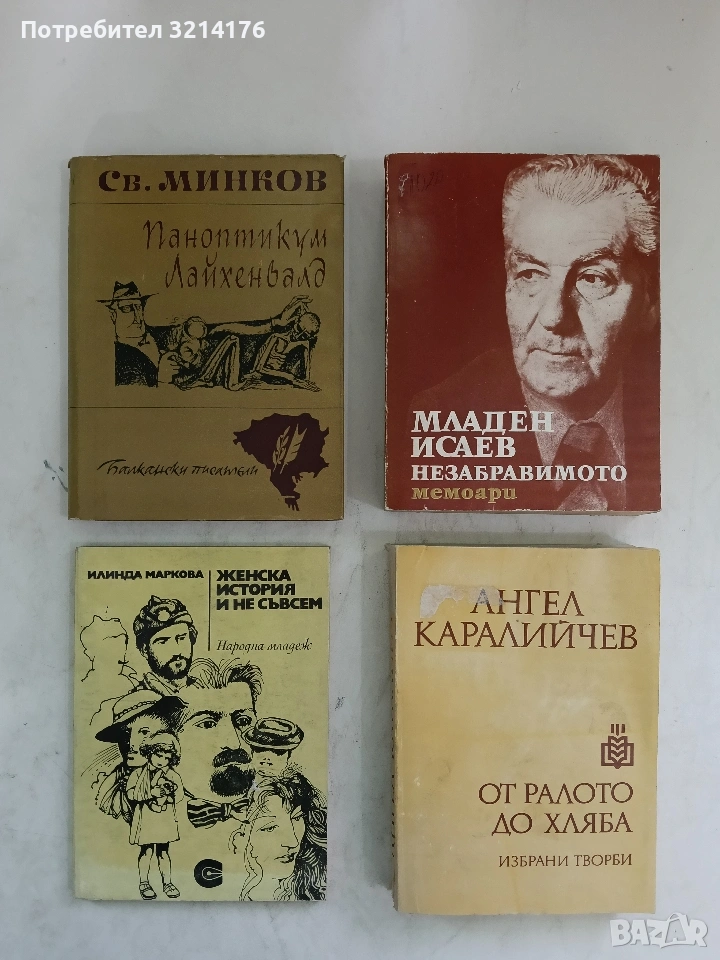 Потребител 3214176
Св. МИНКОВ
Паноптикум
Лайхенвалд
Балкански писатели
МЛАДЕН
ИСАЕВ
НЕЗАБРАВИМОТО
мемоари
ИЛИНДА МАРКОВА
ЖЕНСКА
ИСТОРИЯ
И НЕ СЪВСЕМ
Народна младеж
АНГЕЛ
КАРАЛИЙЧЕВ
ОТ РАЛОТО
ДО ХЛЯБА
ИЗБРАНИ ТВОРБИ
BAZAR